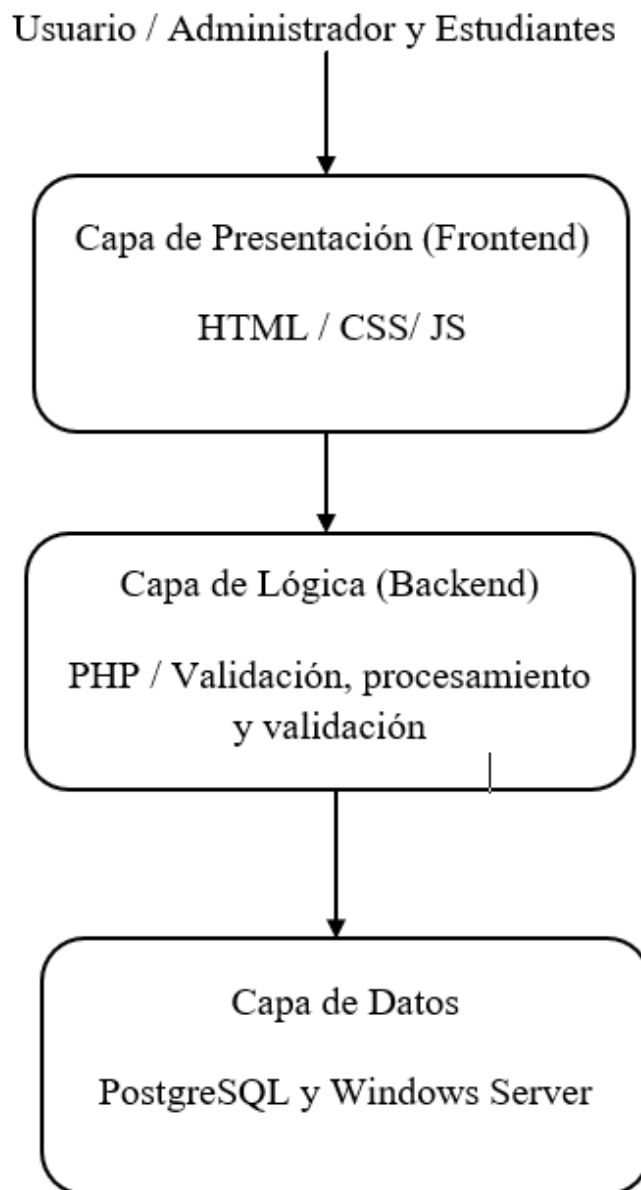 Usuario / Administrador y Estudiantes
Capa de Presentación (Frontend)
HTML / CSS/ JS
Capa de Lógica (Backend)
PHP / Validación, procesamiento
y validación
Capa de Datos
PostgreSQL y Windows Server